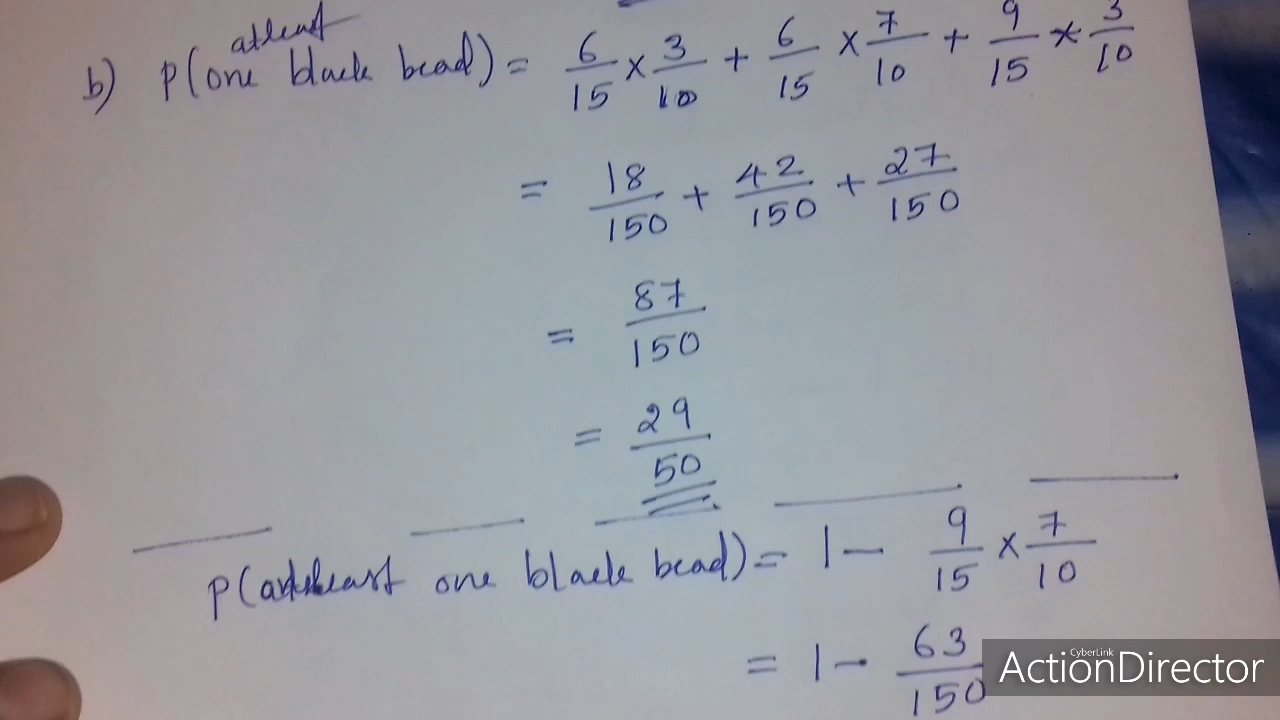 atleast
b) P(one black bead) = 6/15 × 3/10 + 6/15 × 7/10 + 9/15 × 3/10
= 18/150 + 42/150 + 27/150
= 87/150
= 29/50
P(atleast one black bead) = 1 - 9/15 × 7/10
= 1 - 63/150
CyberLink
ActionDirector